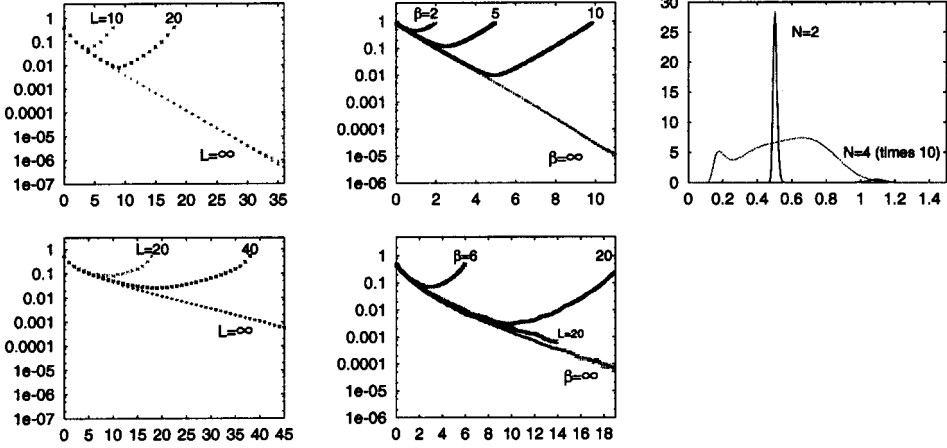 1
0.1
0.01
0.001
0.0001
1e-05
1e-06
1e-07
L=10
20
L=∞
0 5 10 15 20 25 30 35
1
0.1
0.01
0.001
0.0001
1e-05
1e-06
β=2
5
10
β=∞
0 2 4 6 8 10
30
25
20
15
10
5
0
N=2
N=4 (times 10)
0 0.2 0.4 0.6 0.8 1 1.2 1.4
1
0.1
0.01
0.001
0.0001
1e-05
1e-06
1e-07
L=20
40
L=∞
0 5 10 15 20 25 30 35 40 45
1
0.1
0.01
0.001
0.0001
1e-05
1e-06
β=6
20
L=20
β=∞
0 2 4 6 8 10 12 14 16 18